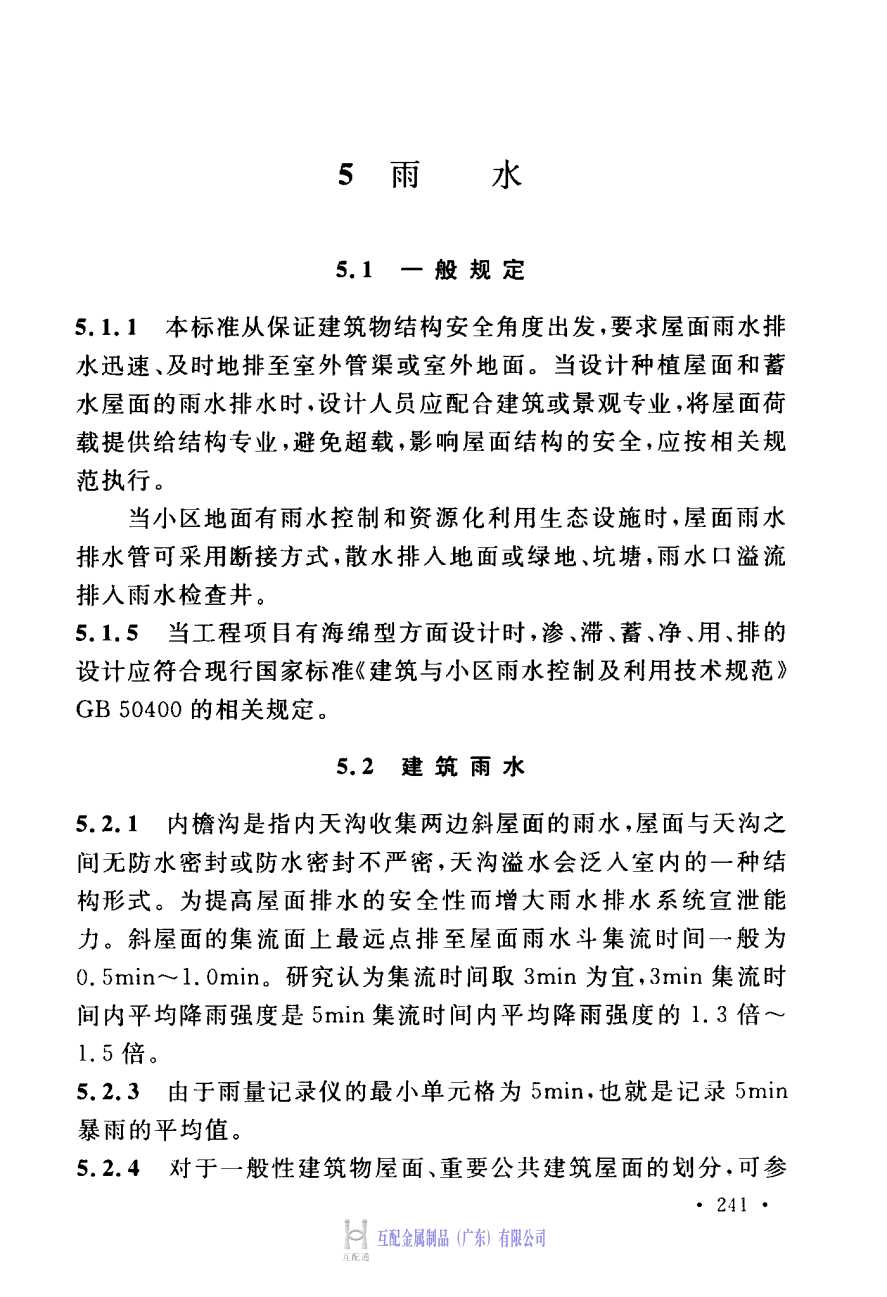 5 雨 水
5.1 一般规定
5.1.1 本标准从保证建筑物结构安全角度出发,要求屋面雨水排
水迅速、及时地排至室外管渠或室外地面。当设计种植屋面和蓄
水屋面的雨水排水时,设计人员应配合建筑或景观专业,将屋面荷
载提供给结构专业,避免超载,影响屋面结构的安全,应按相关规
范执行。
当小区地面有雨水控制和资源化利用生态设施时,屋面雨水
排水管可采用断接方式,散水排入地面或绿地、坑塘,雨水口溢流
排入雨水检查井。
5.1.5 当工程项目有海绵型方面设计时,渗、滞、蓄、净、用、排的
设计应符合现行国家标准《建筑与小区雨水控制及利用技术规范》
GB 50400 的相关规定。
5.2 建筑雨水
5.2.1 内檐沟是指内天沟收集两边斜屋面的雨水,屋面与天沟之
间无防水密封或防水密封不严密,天沟溢水会泛入室内的一种结
构形式。为提高屋面排水的安全性而增大雨水排水系统宣泄能
力。斜屋面的集流面上最远点排至屋面雨水斗集流时间一般为
0.5min~1.0min。研究认为集流时间取 3min 为宜,3min 集流时
间内平均降雨强度是 5min 集流时间内平均降雨强度的 1.3 倍~
1.5 倍。
5.2.3 由于雨量记录仪的最小单元格为 5min,也就是记录 5min
暴雨的平均值。
5.2.4 对于一般性建筑物屋面、重要公共建筑屋面的划分,可参
· 241 ·
互配金属制品(广东)有限公司
互配通